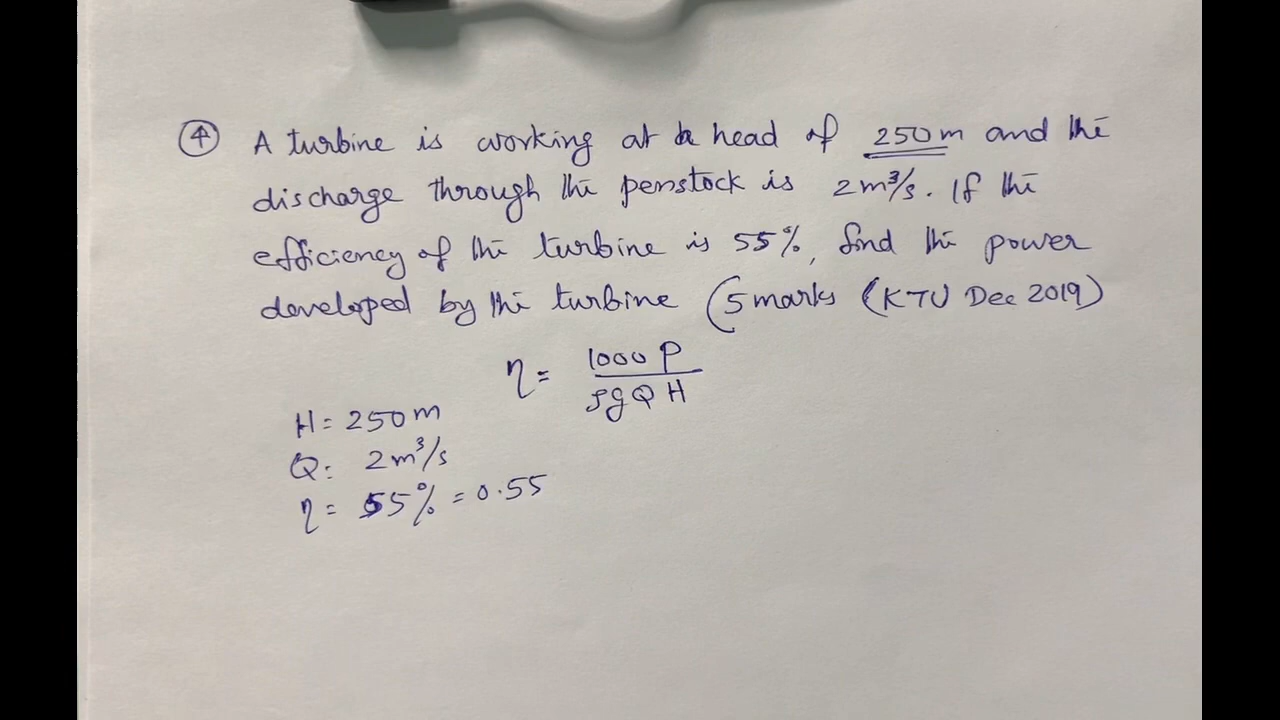 ④ A turbine is working at a head of 250m and the
discharge through the penstock is 2m³/s. If the
efficiency of the turbine is 55%, find the power
developed by the turbine (5 marks (KTU Dec 2019)
η = 1000 P / ρgQH
H = 250m
Q: 2m³/s
η = 55% = 0.55